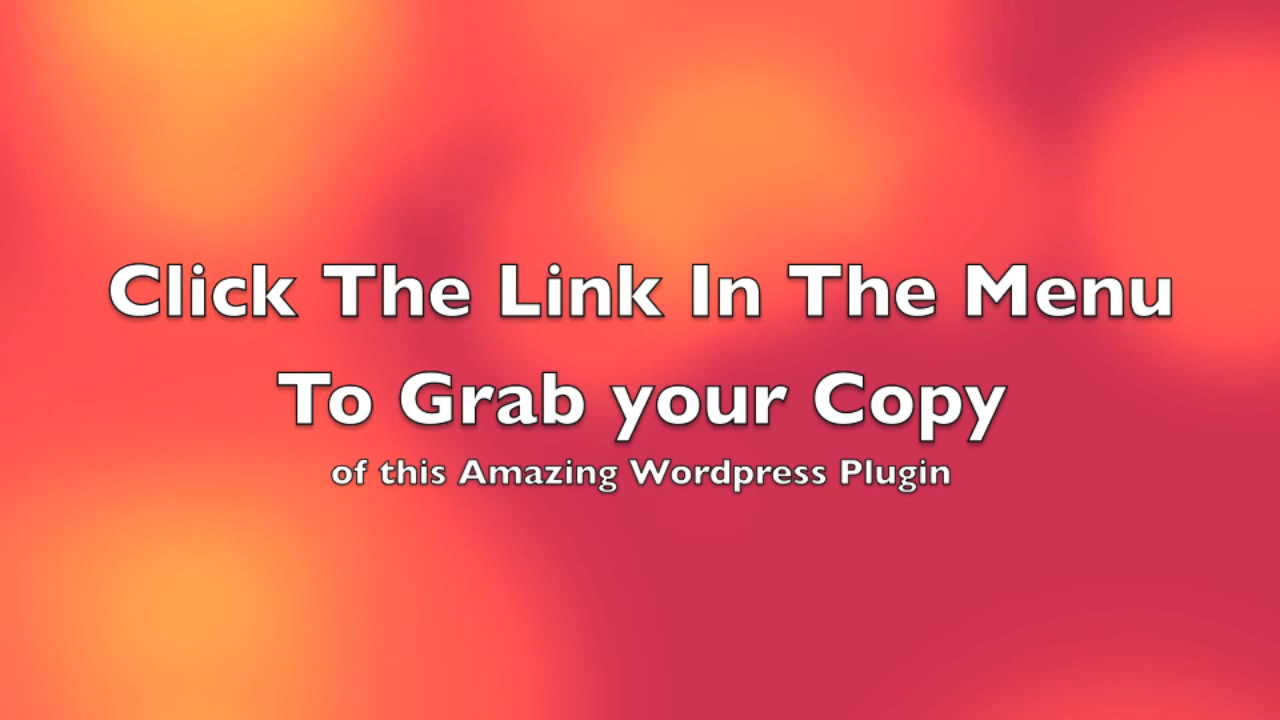 Click The Link In The Menu
To Grab your Copy
of this Amazing Wordpress Plugin